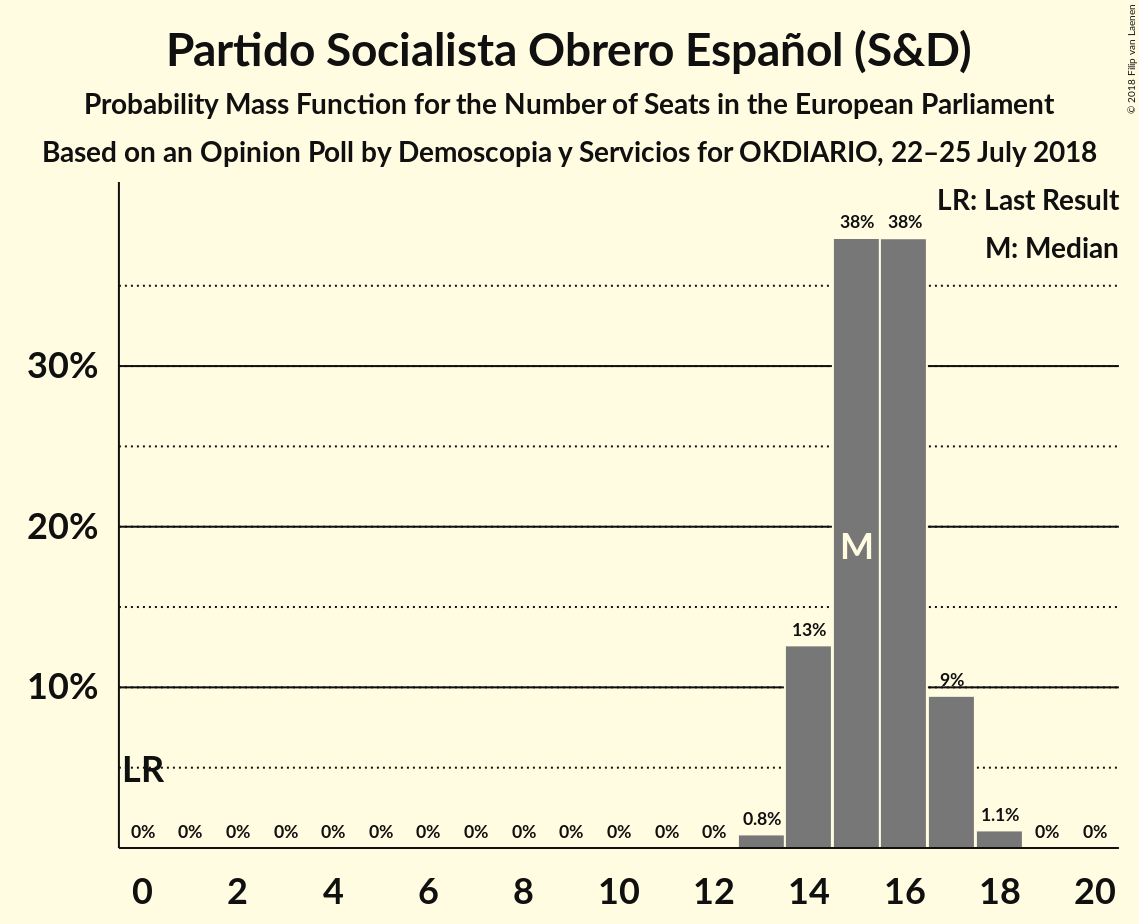 Partido Socialista Obrero Español (S&D)
Probability Mass Function for the Number of Seats in the European Parliament
Based on an Opinion Poll by Demoscopia y Servicios for OKDIARIO, 22–25 July 2018
© 2018 Filip van Laenen
LR: Last Result
M: Median
38% 38%
30%
20%
M
13%
10%
9%
LR
0% 0% 0% 0% 0% 0% 0% 0% 0% 0% 0% 0% 0% 0.8% 1.1% 0% 0%
0 2 4 6 8 10 12 14 16 18 20